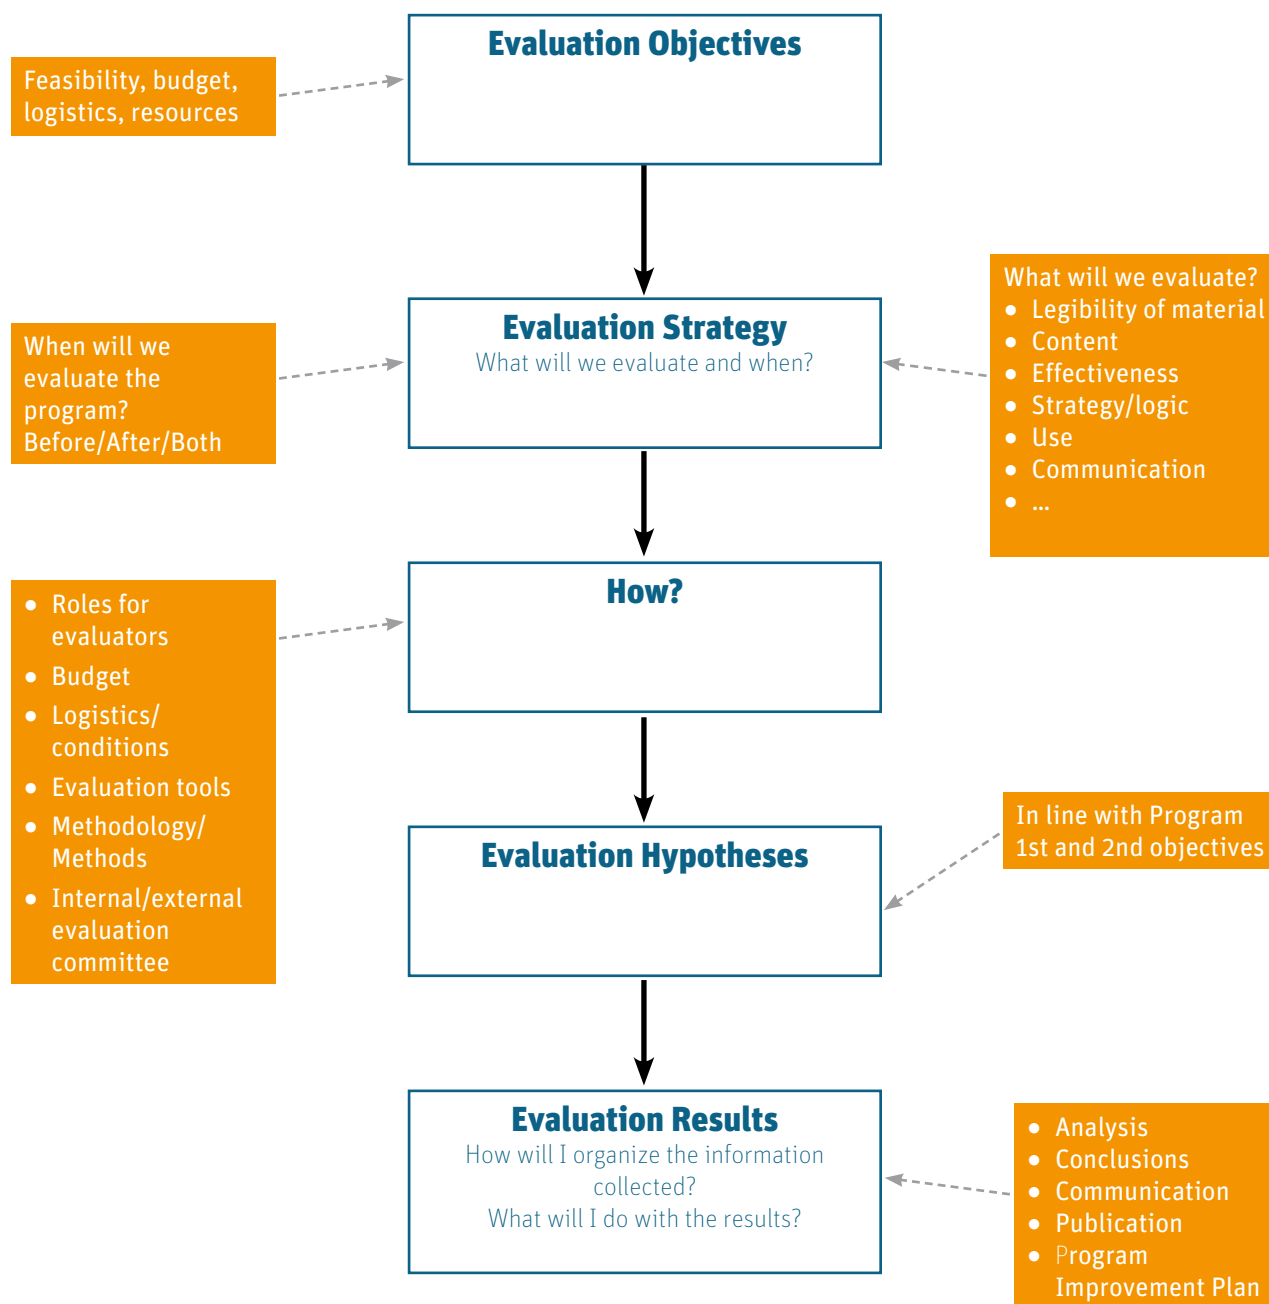 Evaluation Objectives
Feasibility, budget,
logistics, resources
Evaluation Strategy
What will we evaluate and when?
When will we
evaluate the
program?
Before/After/Both
What will we evaluate?
● Legibility of material
● Content
● Effectiveness
● Strategy/logic
● Use
● Communication
● ...
How?
● Roles for
evaluators
● Budget
● Logistics/
conditions
● Evaluation tools
● Methodology/
Methods
● Internal/external
evaluation
committee
Evaluation Hypotheses
In line with Program
1st and 2nd objectives
Evaluation Results
How will I organize the information
collected?
What will I do with the results?
● Analysis
● Conclusions
● Communication
● Publication
● Program
Improvement Plan